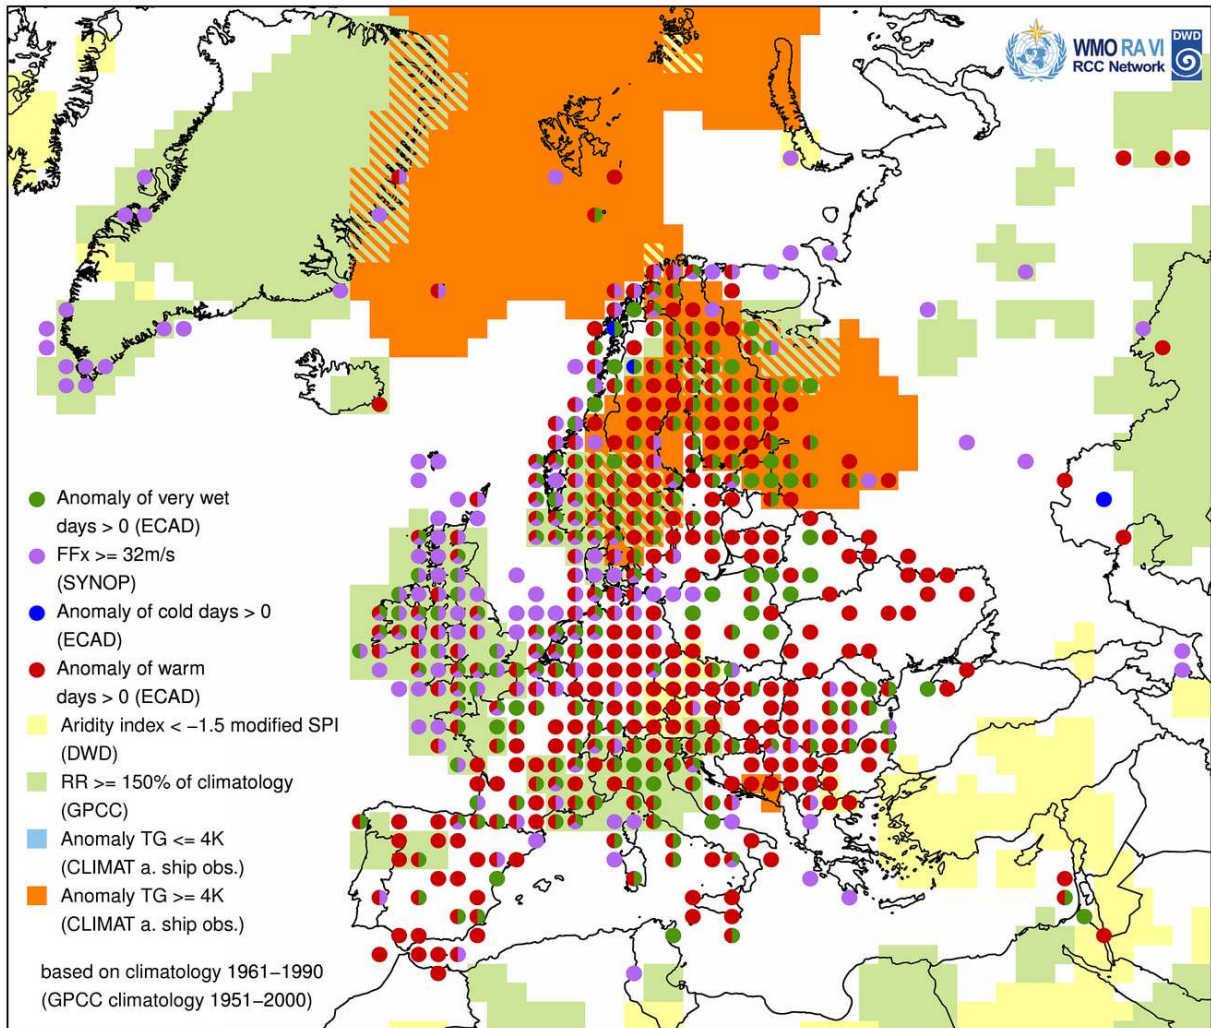 WMO RA VI
RCC Network
DWD
Anomaly of very wet
days > 0 (ECAD)
FFx >= 32m/s
(SYNOP)
Anomaly of cold days > 0
(ECAD)
Anomaly of warm
days > 0 (ECAD)
Aridity index < −1.5 modified SPI
(DWD)
RR >= 150% of climatology
(GPCC)
Anomaly TG <= 4K
(CLIMAT a. ship obs.)
Anomaly TG >= 4K
(CLIMAT a. ship obs.)
based on climatology 1961−1990
(GPCC climatology 1951−2000)